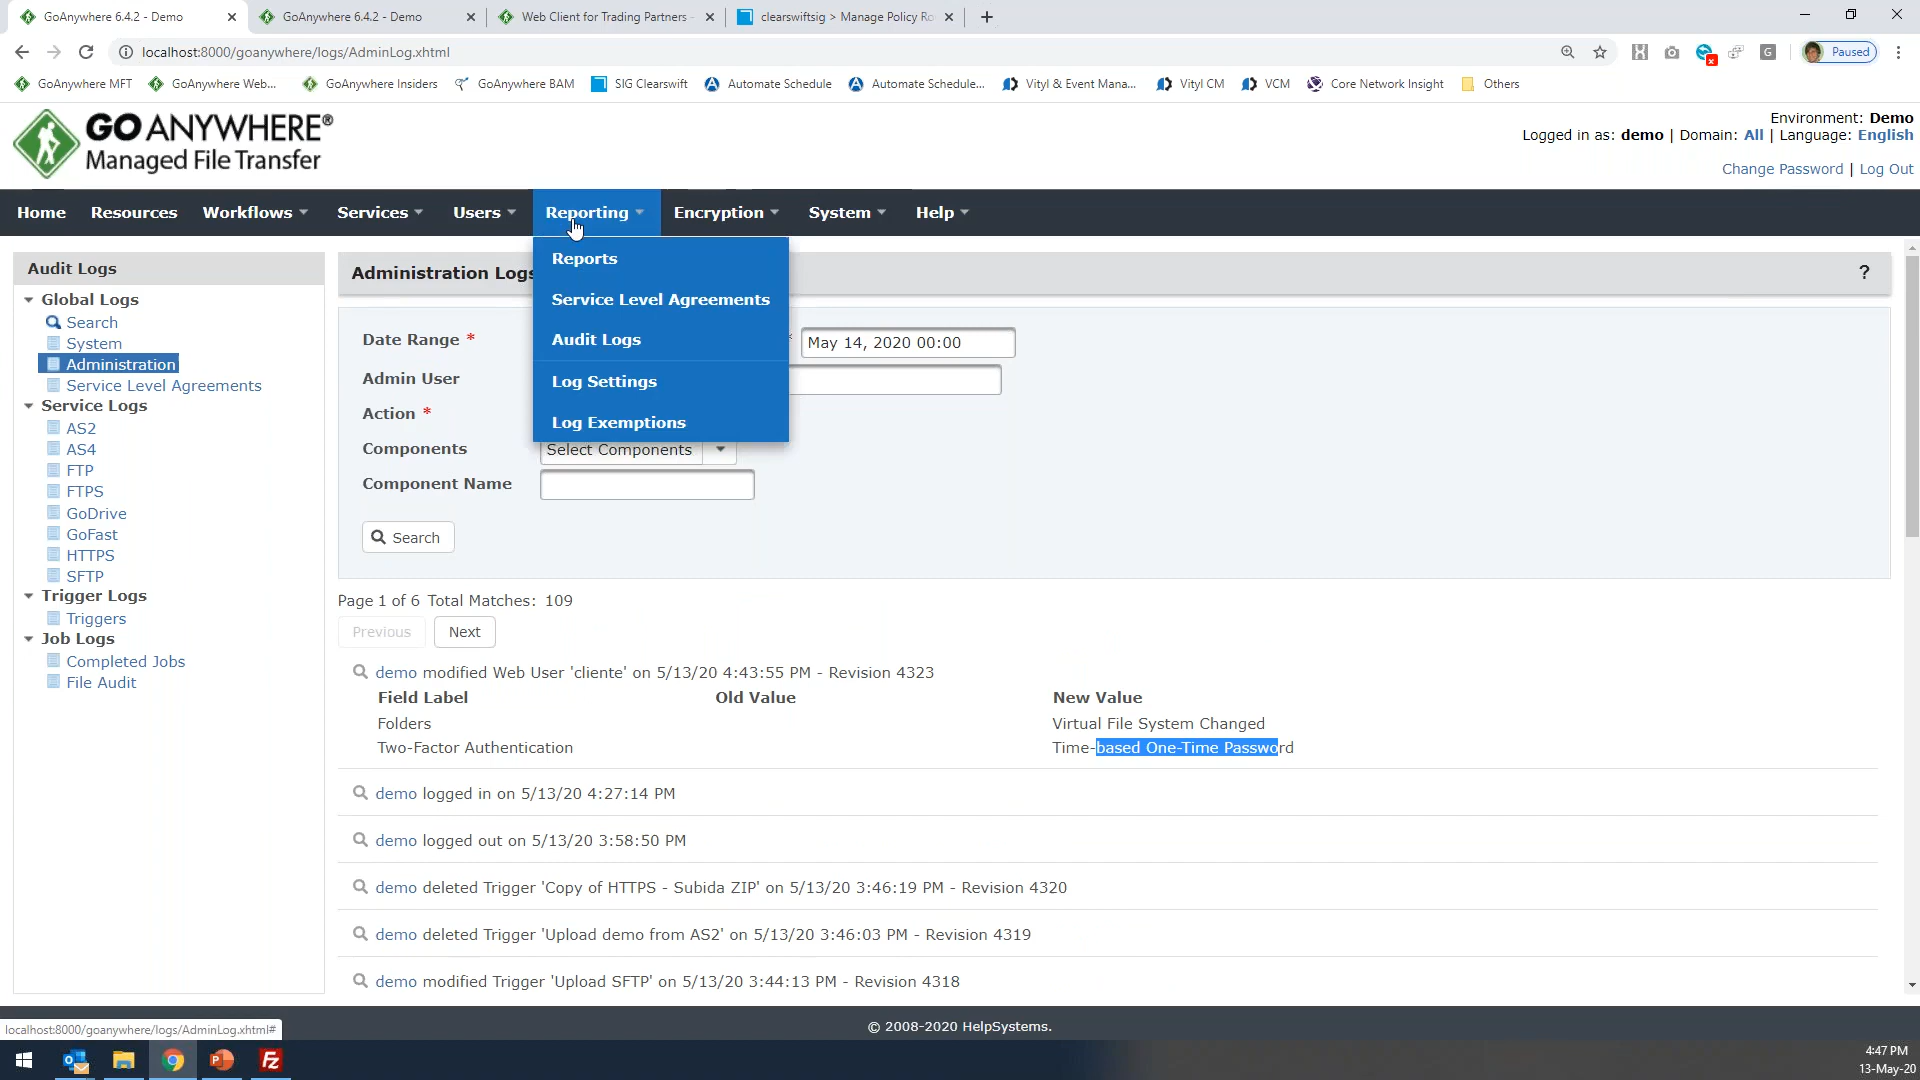 GoAnywhere 6.4.2 - Demo
GoAnywhere 6.4.2 - Demo
Web Client for Trading Partners -
clearswiftsig > Manage Policy Ro
localhost:8000/goanywhere/logs/AdminLog.xhtml
Paused
GoAnywhere MFT
GoAnywhere Web...
GoAnywhere Insiders
GoAnywhere BAM
SIG Clearswift
Automate Schedule
Automate Schedule...
Vityl & Event Mana...
Vityl CM
VCM
Core Network Insight
Others
GO ANYWHERE®
Managed File Transfer
Environment: Demo
Logged in as: demo | Domain: All | Language: English
Change Password | Log Out
Home Resources Workflows Services Users Reporting Encryption System Help
Reports
Service Level Agreements
Audit Logs
Log Settings
Log Exemptions
Audit Logs
Global Logs
Search
System
Administration
Service Level Agreements
Service Logs
AS2
AS4
FTP
FTPS
GoDrive
GoFast
HTTPS
SFTP
Trigger Logs
Triggers
Job Logs
Completed Jobs
File Audit
Administration Logs
?
Date Range *
* May 14, 2020 00:00
Admin User
Action *
Components Select Components
Component Name
Search
Page 1 of 6 Total Matches: 109
Previous Next
demo modified Web User 'cliente' on 5/13/20 4:43:55 PM - Revision 4323
Field Label Old Value New Value
Folders Virtual File System Changed
Two-Factor Authentication Time-based One-Time Password
demo logged in on 5/13/20 4:27:14 PM
demo logged out on 5/13/20 3:58:50 PM
demo deleted Trigger 'Copy of HTTPS - Subida ZIP' on 5/13/20 3:46:19 PM - Revision 4320
demo deleted Trigger 'Upload demo from AS2' on 5/13/20 3:46:03 PM - Revision 4319
demo modified Trigger 'Upload SFTP' on 5/13/20 3:44:13 PM - Revision 4318
localhost:8000/goanywhere/logs/AdminLog.xhtml#
© 2008-2020 HelpSystems.
4:47 PM
13-May-20